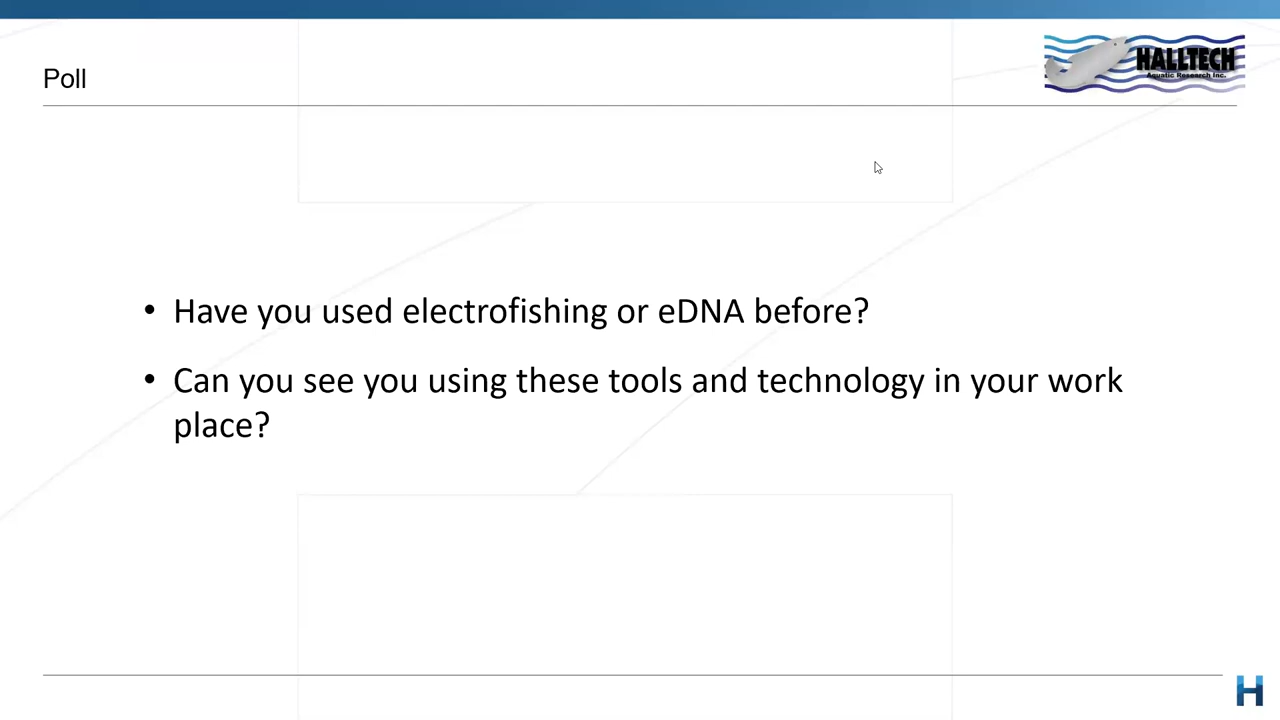 Poll
HALLTECH
Aquatic Research Inc.
• Have you used electrofishing or eDNA before?
• Can you see you using these tools and technology in your work
place?
H